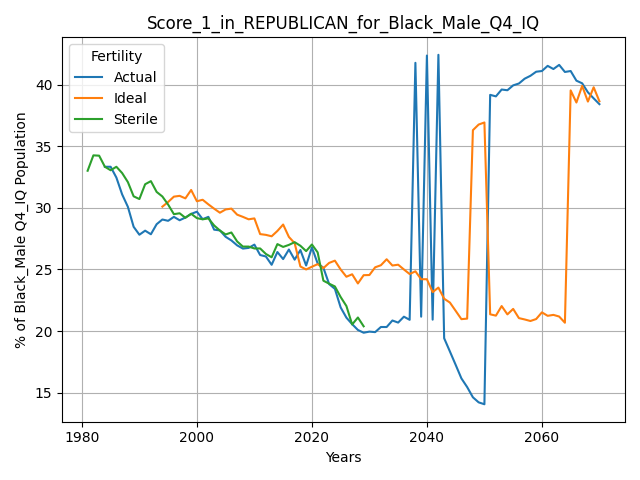 Score_1_in_REPUBLICAN_for_Black_Male_Q4_IQ
Fertility
Actual
Ideal
Sterile
% of Black_Male Q4_IQ Population
40
35
30
25
20
15
1980
2000
2020
2040
2060
Years